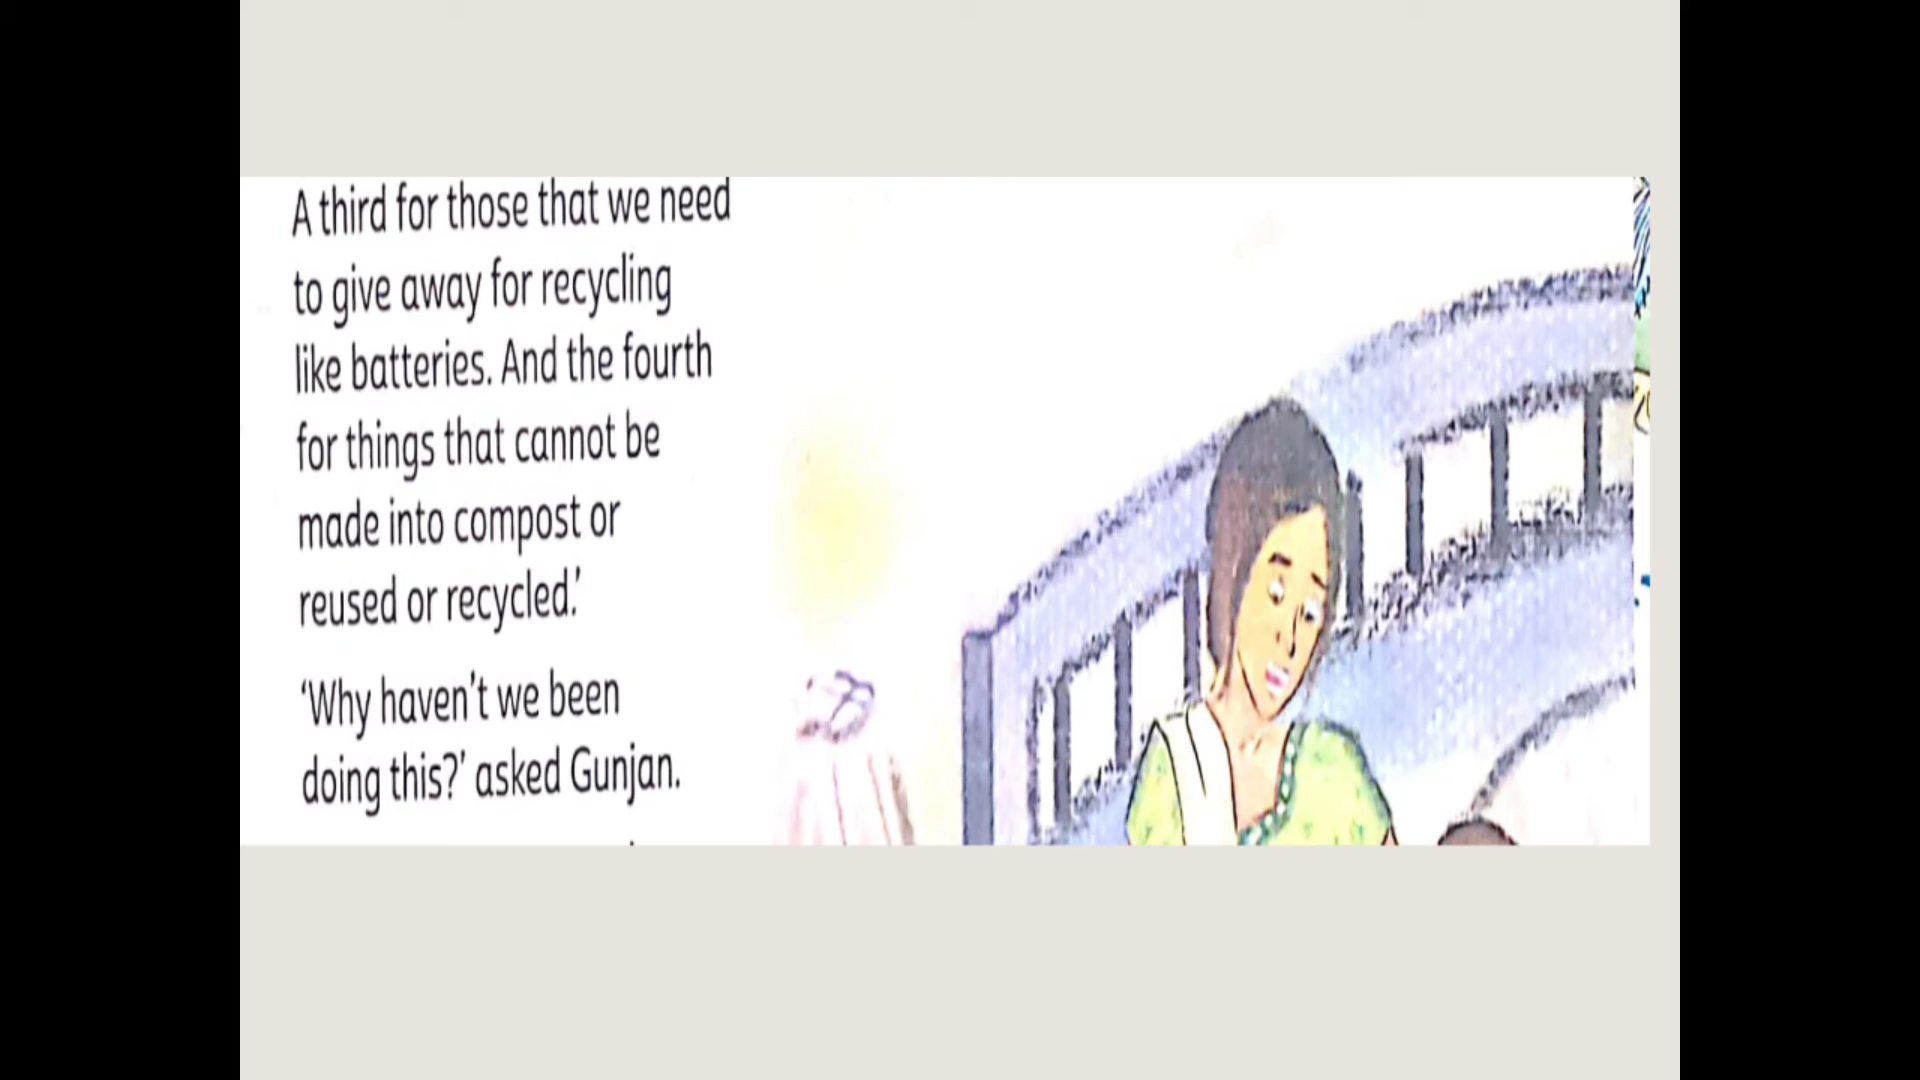 A third for those that we need
to give away for recycling
like batteries. And the fourth
for things that cannot be
made into compost or
reused or recycled.’
‘Why haven’t we been
doing this?’ asked Gunjan.